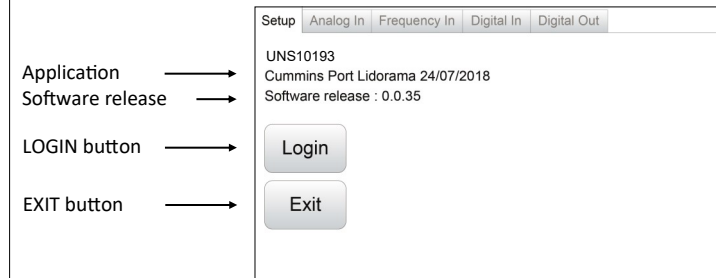 Setup Analog In Frequency In Digital In Digital Out
UNS10193
Application
Cummins Port Lidorama 24/07/2018
Software release
Software release : 0.0.35
LOGIN button
Login
EXIT button
Exit